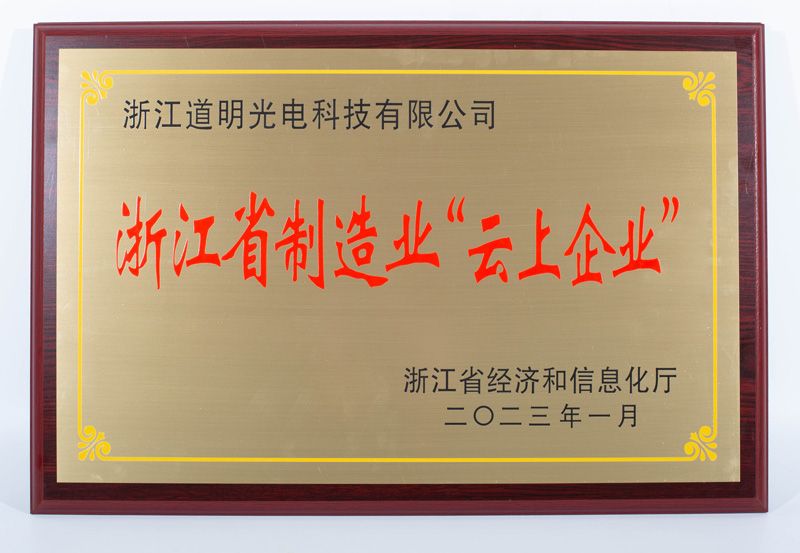 浙江道明光电科技有限公司
浙江省制造业“云上企业”
浙江省经济和信息化厅
二〇二三年一月